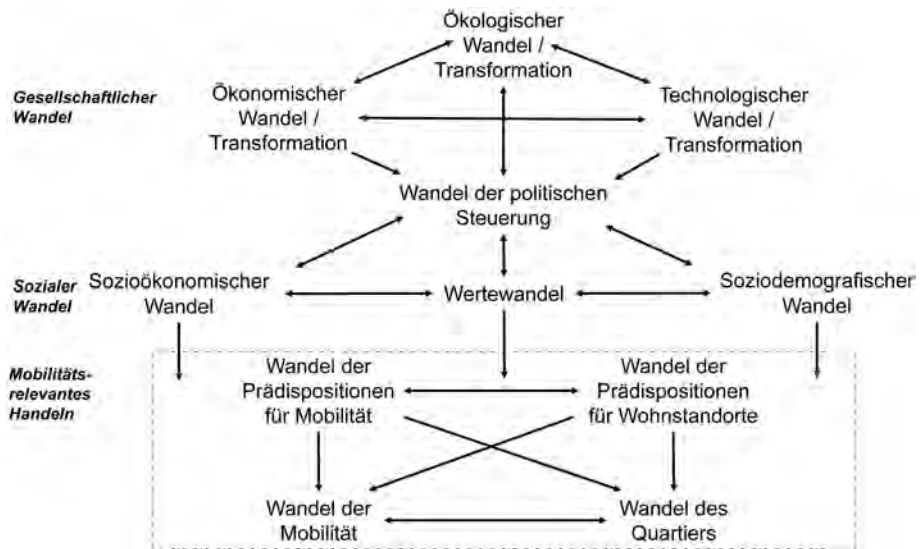 Ökologischer
Wandel /
Transformation
Gesellschaftlicher
Wandel
Ökonomischer
Wandel /
Transformation
Technologischer
Wandel /
Transformation
Wandel der politischen
Steuerung
Sozialer
Wandel
Sozioökonomischer
Wandel
Wertewandel
Soziodemografischer
Wandel
Mobilitäts-
relevantes
Handeln
Wandel der
Prädispositionen
für Mobilität
Wandel der
Prädispositionen
für Wohnstandorte
Wandel der
Mobilität
Wandel des
Quartiers